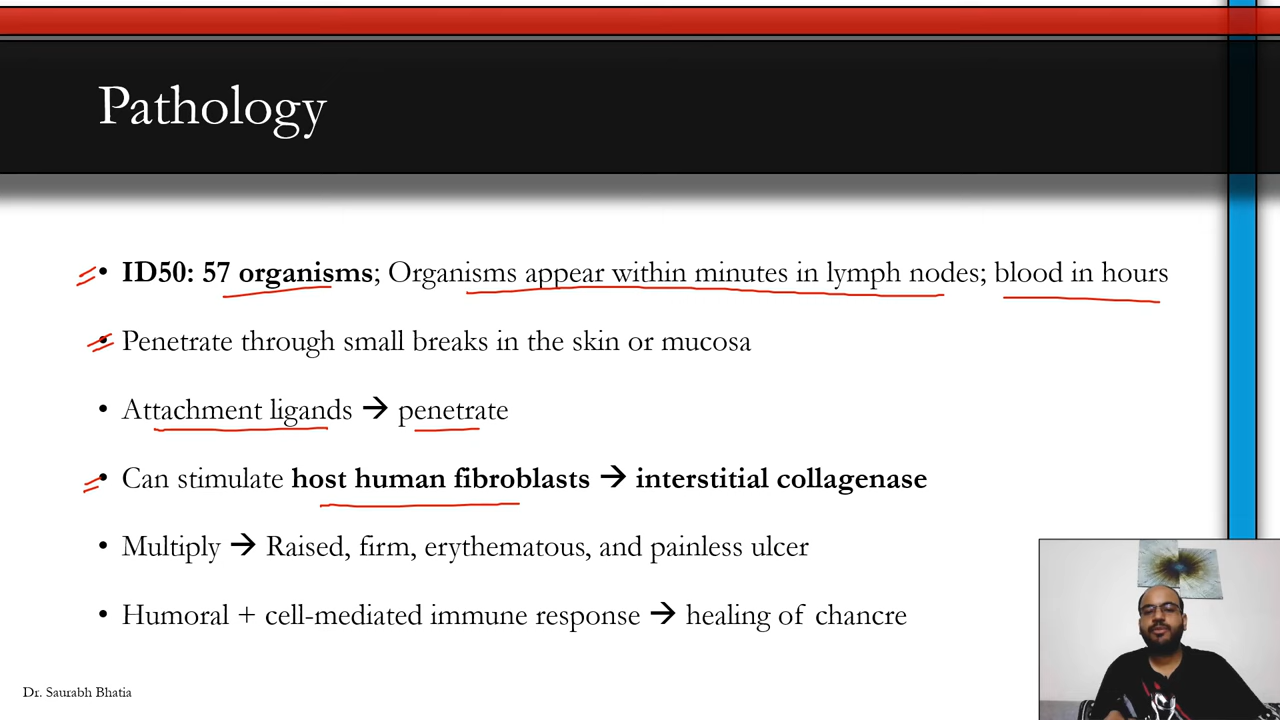 Pathology
• ID50: 57 organisms; Organisms appear within minutes in lymph nodes; blood in hours
• Penetrate through small breaks in the skin or mucosa
• Attachment ligands → penetrate
• Can stimulate host human fibroblasts → interstitial collagenase
• Multiply → Raised, firm, erythematous, and painless ulcer
• Humoral + cell-mediated immune response → healing of chancre
Dr. Saurabh Bhatia